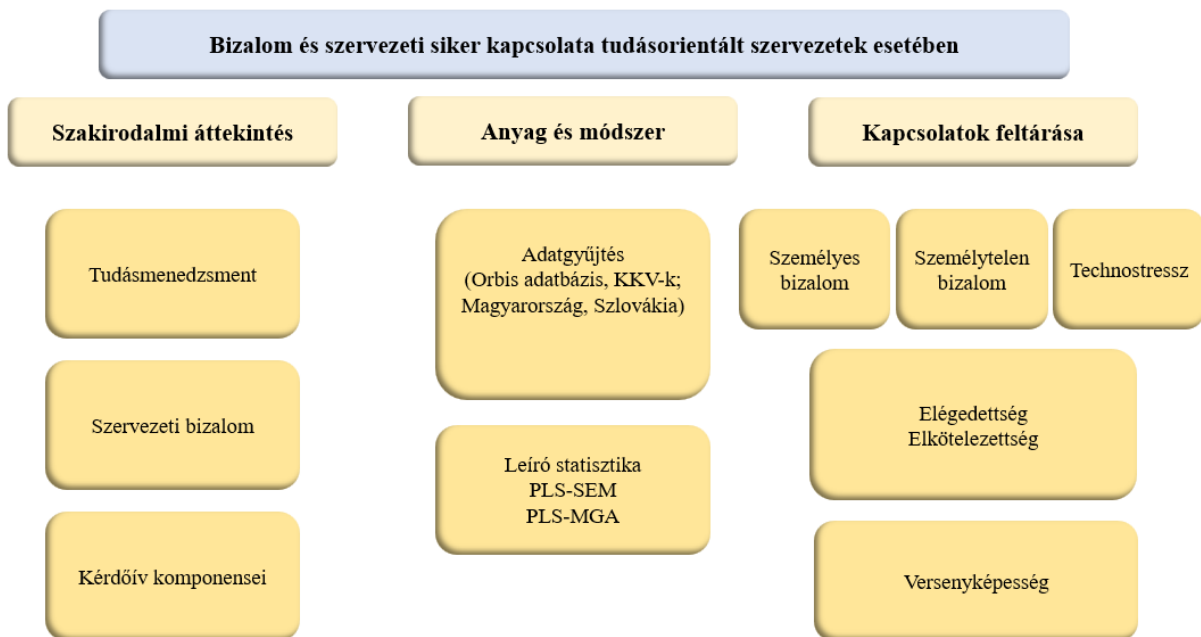 Bizalom és szervezeti siker kapcsolata tudásorientált szervezetek esetében
Szakirodalmi áttekintés
Tudásmenedzsment
Szervezeti bizalom
Kérdőív komponensei
Anyag és módszer
Adatgyűjtés
(Orbis adatbázis, KKV-k;
Magyarország, Szlovákia)
Leíró statisztika
PLS-SEM
PLS-MGA
Kapcsolatok feltárása
Személyes
bizalom
Személytelen
bizalom
Technostressz
Elégedettség
Elkötelezettség
Versenyképesség